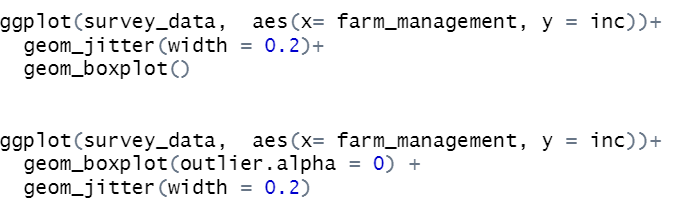 ggplot(survey_data,  aes(x= farm_management, y = inc))+
  geom_jitter(width = 0.2)+
  geom_boxplot()
ggplot(survey_data,  aes(x= farm_management, y = inc))+
  geom_boxplot(outlier.alpha = 0) +
  geom_jitter(width = 0.2)